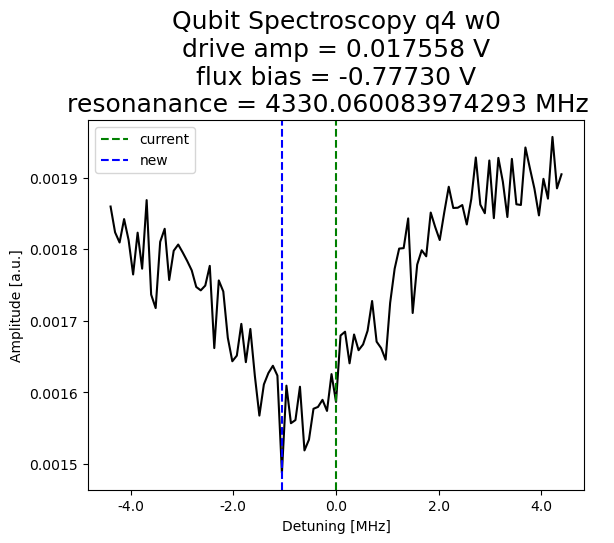 Qubit Spectroscopy q4 w0
drive amp = 0.017558 V
flux bias = -0.77730 V
resonanance = 4330.060083974293 MHz
current
new
0.0019
0.0018
0.0017
0.0016
0.0015
Amplitude [a.u.]
-4.0 -2.0 0.0 2.0 4.0
Detuning [MHz]